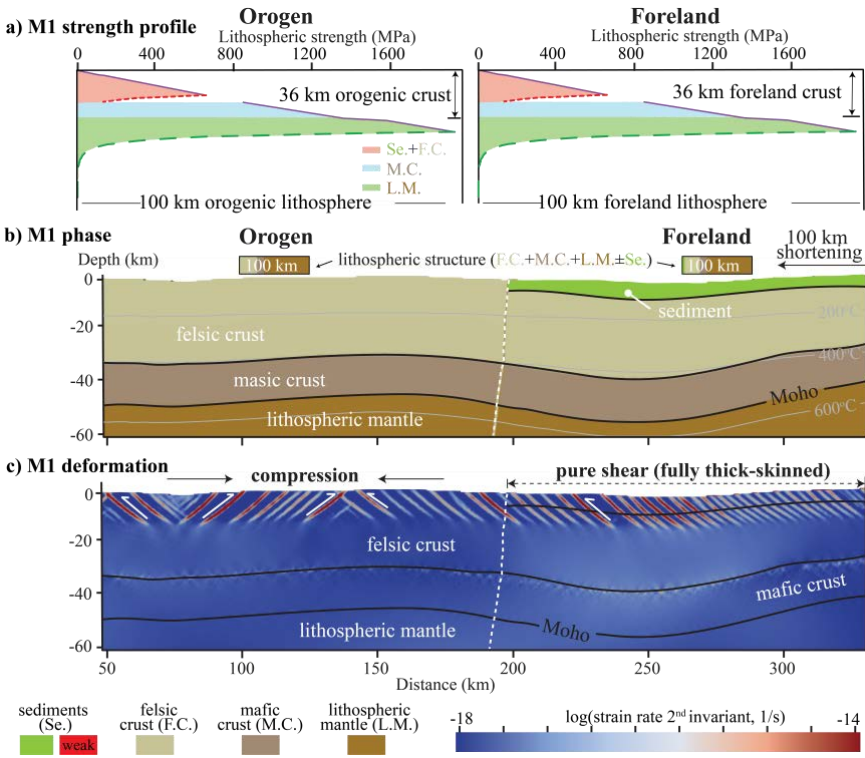 Orogen
Foreland
a) M1 strength profile
Lithospheric strength (MPa)
Lithospheric strength (MPa)
0 400 800 1200 1600
0 400 800 1200 1600
36 km orogenic crust
36 km foreland crust
Se.+F.C.
M.C.
L.M.
100 km orogenic lithosphere
100 km foreland lithosphere
b) M1 phase
Orogen
Foreland
100 km shortening
Depth (km)
100 km
lithospheric structure (F.C.+M.C.+L.M.±Se.)
100 km
0
-20
-40
-60
sediment
200°C
felsic crust
400°C
masic crust
Moho
lithospheric mantle
600°C
c) M1 deformation
compression
pure shear (fully thick-skinned)
0
-20
-40
-60
felsic crust
mafic crust
lithospheric mantle
Moho
50 100 150 200 250 300
Distance (km)
sediments (Se.)
weak
felsic crust (F.C.)
mafic crust (M.C.)
lithospheric mantle (L.M.)
log(strain rate 2nd invariant, 1/s)
-18
-14